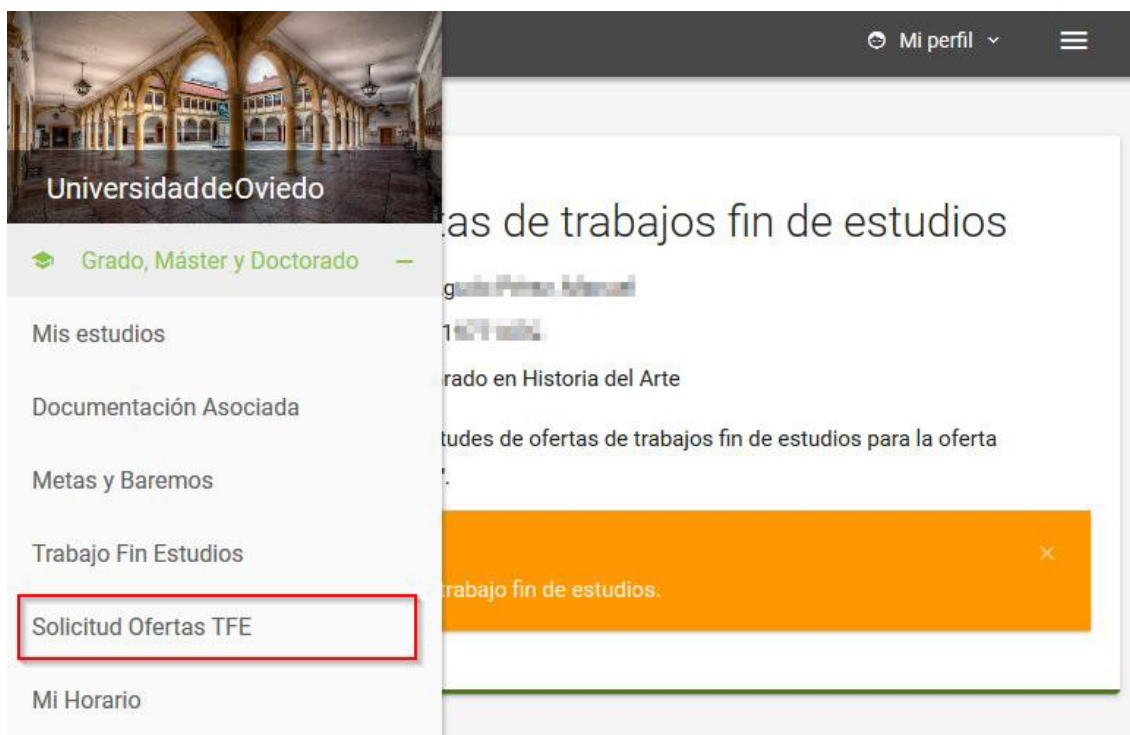 Mi perfil
UniversidaddeOviedo
Grado, Máster y Doctorado
Mis estudios
Documentación Asociada
Metas y Baremos
Trabajo Fin Estudios
Solicitud Ofertas TFE
Mi Horario
tas de trabajos fin de estudios
rado en Historia del Arte
tudes de ofertas de trabajos fin de estudios para la oferta
".
trabajo fin de estudios.